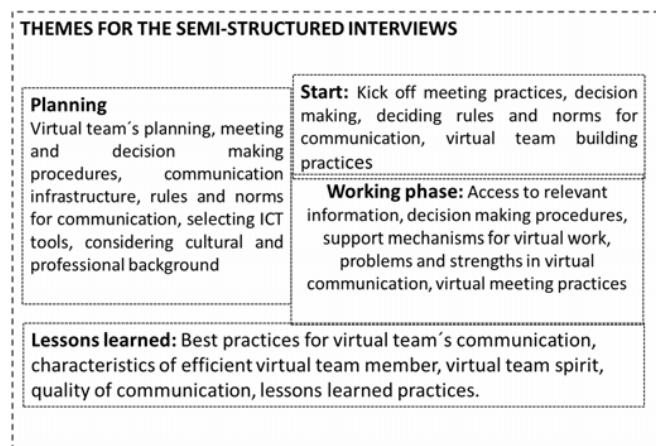 THEMES FOR THE SEMI-STRUCTURED INTERVIEWS
Planning
Virtual team´s planning, meeting
and decision making
procedures, communication
infrastructure, rules and norms
for communication, selecting ICT
tools, considering cultural and
professional background
Start: Kick off meeting practices, decision
making, deciding rules and norms for
communication, virtual team building
practices
Working phase: Access to relevant
information, decision making procedures,
support mechanisms for virtual work,
problems and strengths in virtual
communication, virtual meeting practices
Lessons learned: Best practices for virtual team´s communication,
characteristics of efficient virtual team member, virtual team spirit,
quality of communication, lessons learned practices.